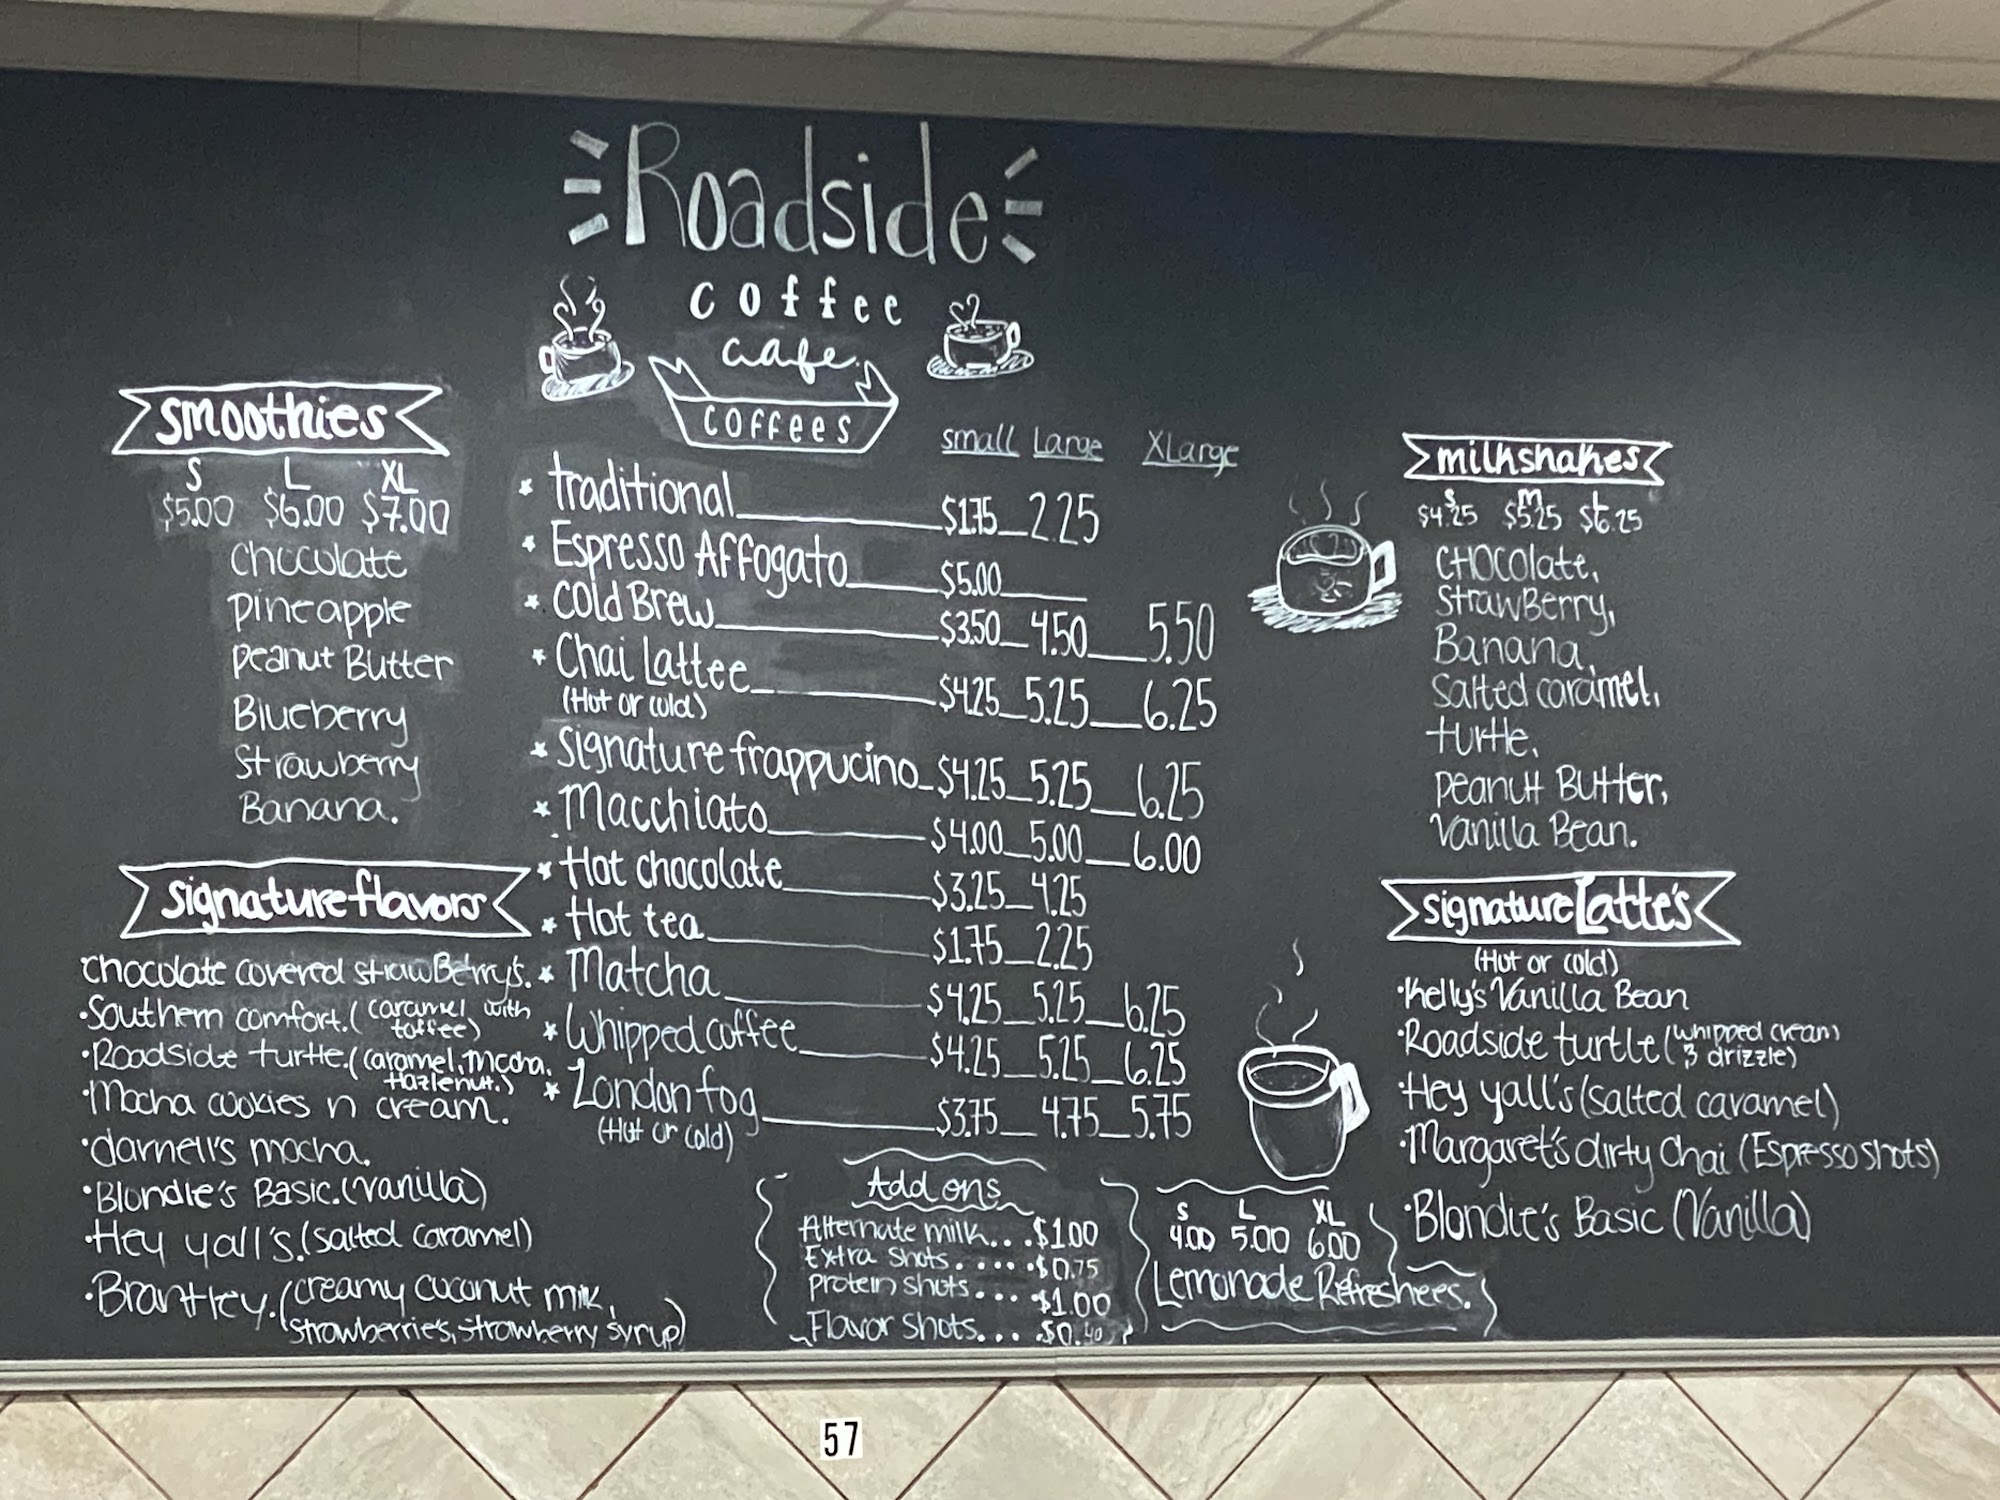 Roadside
coffee
cafe
smoothies
S L XL
$5.00 $6.00 $7.00
Chocolate
pineapple
peanut Butter
Blueberry
Strawberry
Banana.
signature flavors
chocolate covered strawBerry's.
•Southern comfort. (caramel with
toffee)
•Roadside turtle. (caramel, mocha,
Hazlenut.)
•Mocha cookies n cream.
•darnell's mocha.
•Blondie's Basic. (vanilla)
•Hey yall's. (salted caramel)
•Brantley. (creamy coconut milk,
strawberries, strawberry syrup)
coffees
small Large XLarge
* traditional $1.75 2.25
* Espresso Affogato $5.00
* Cold Brew $3.50 4.50 5.50
* Chai Lattee $4.25 5.25 6.25
(Hot or cold)
* signature frappucino $4.25 5.25 6.25
* Macchiato $4.00 5.00 6.00
* Hot chocolate $3.25 4.25
* Hot tea $1.75 2.25
* Matcha $4.25 5.25 6.25
* Whipped coffee $4.25 5.25 6.25
* London fog $3.75 4.75 5.75
(Hot or Cold)
Add ons
Alternate milk...$1.00
Extra shots.....$0.75
protein shots....$1.00
Flavor shots....$0.40
S L XL
4.00 5.00 6.00
Lemonade Refreshees.
milkshakes
S M L
$4.25 $5.25 $6.25
CHOCOlate,
StrawBerry,
Banana,
Salted caramel,
turtle,
peanut Butter,
Vanilla Bean.
signature Latte's
(Hot or cold)
•Kelly's Vanilla Bean
•Roadside turtle (whipped cream
& drizzle)
•Hey yall's (Salted caramel)
•Margaret's dirty Chai (Espresso shots)
•Blondie's Basic (Vanilla)
57